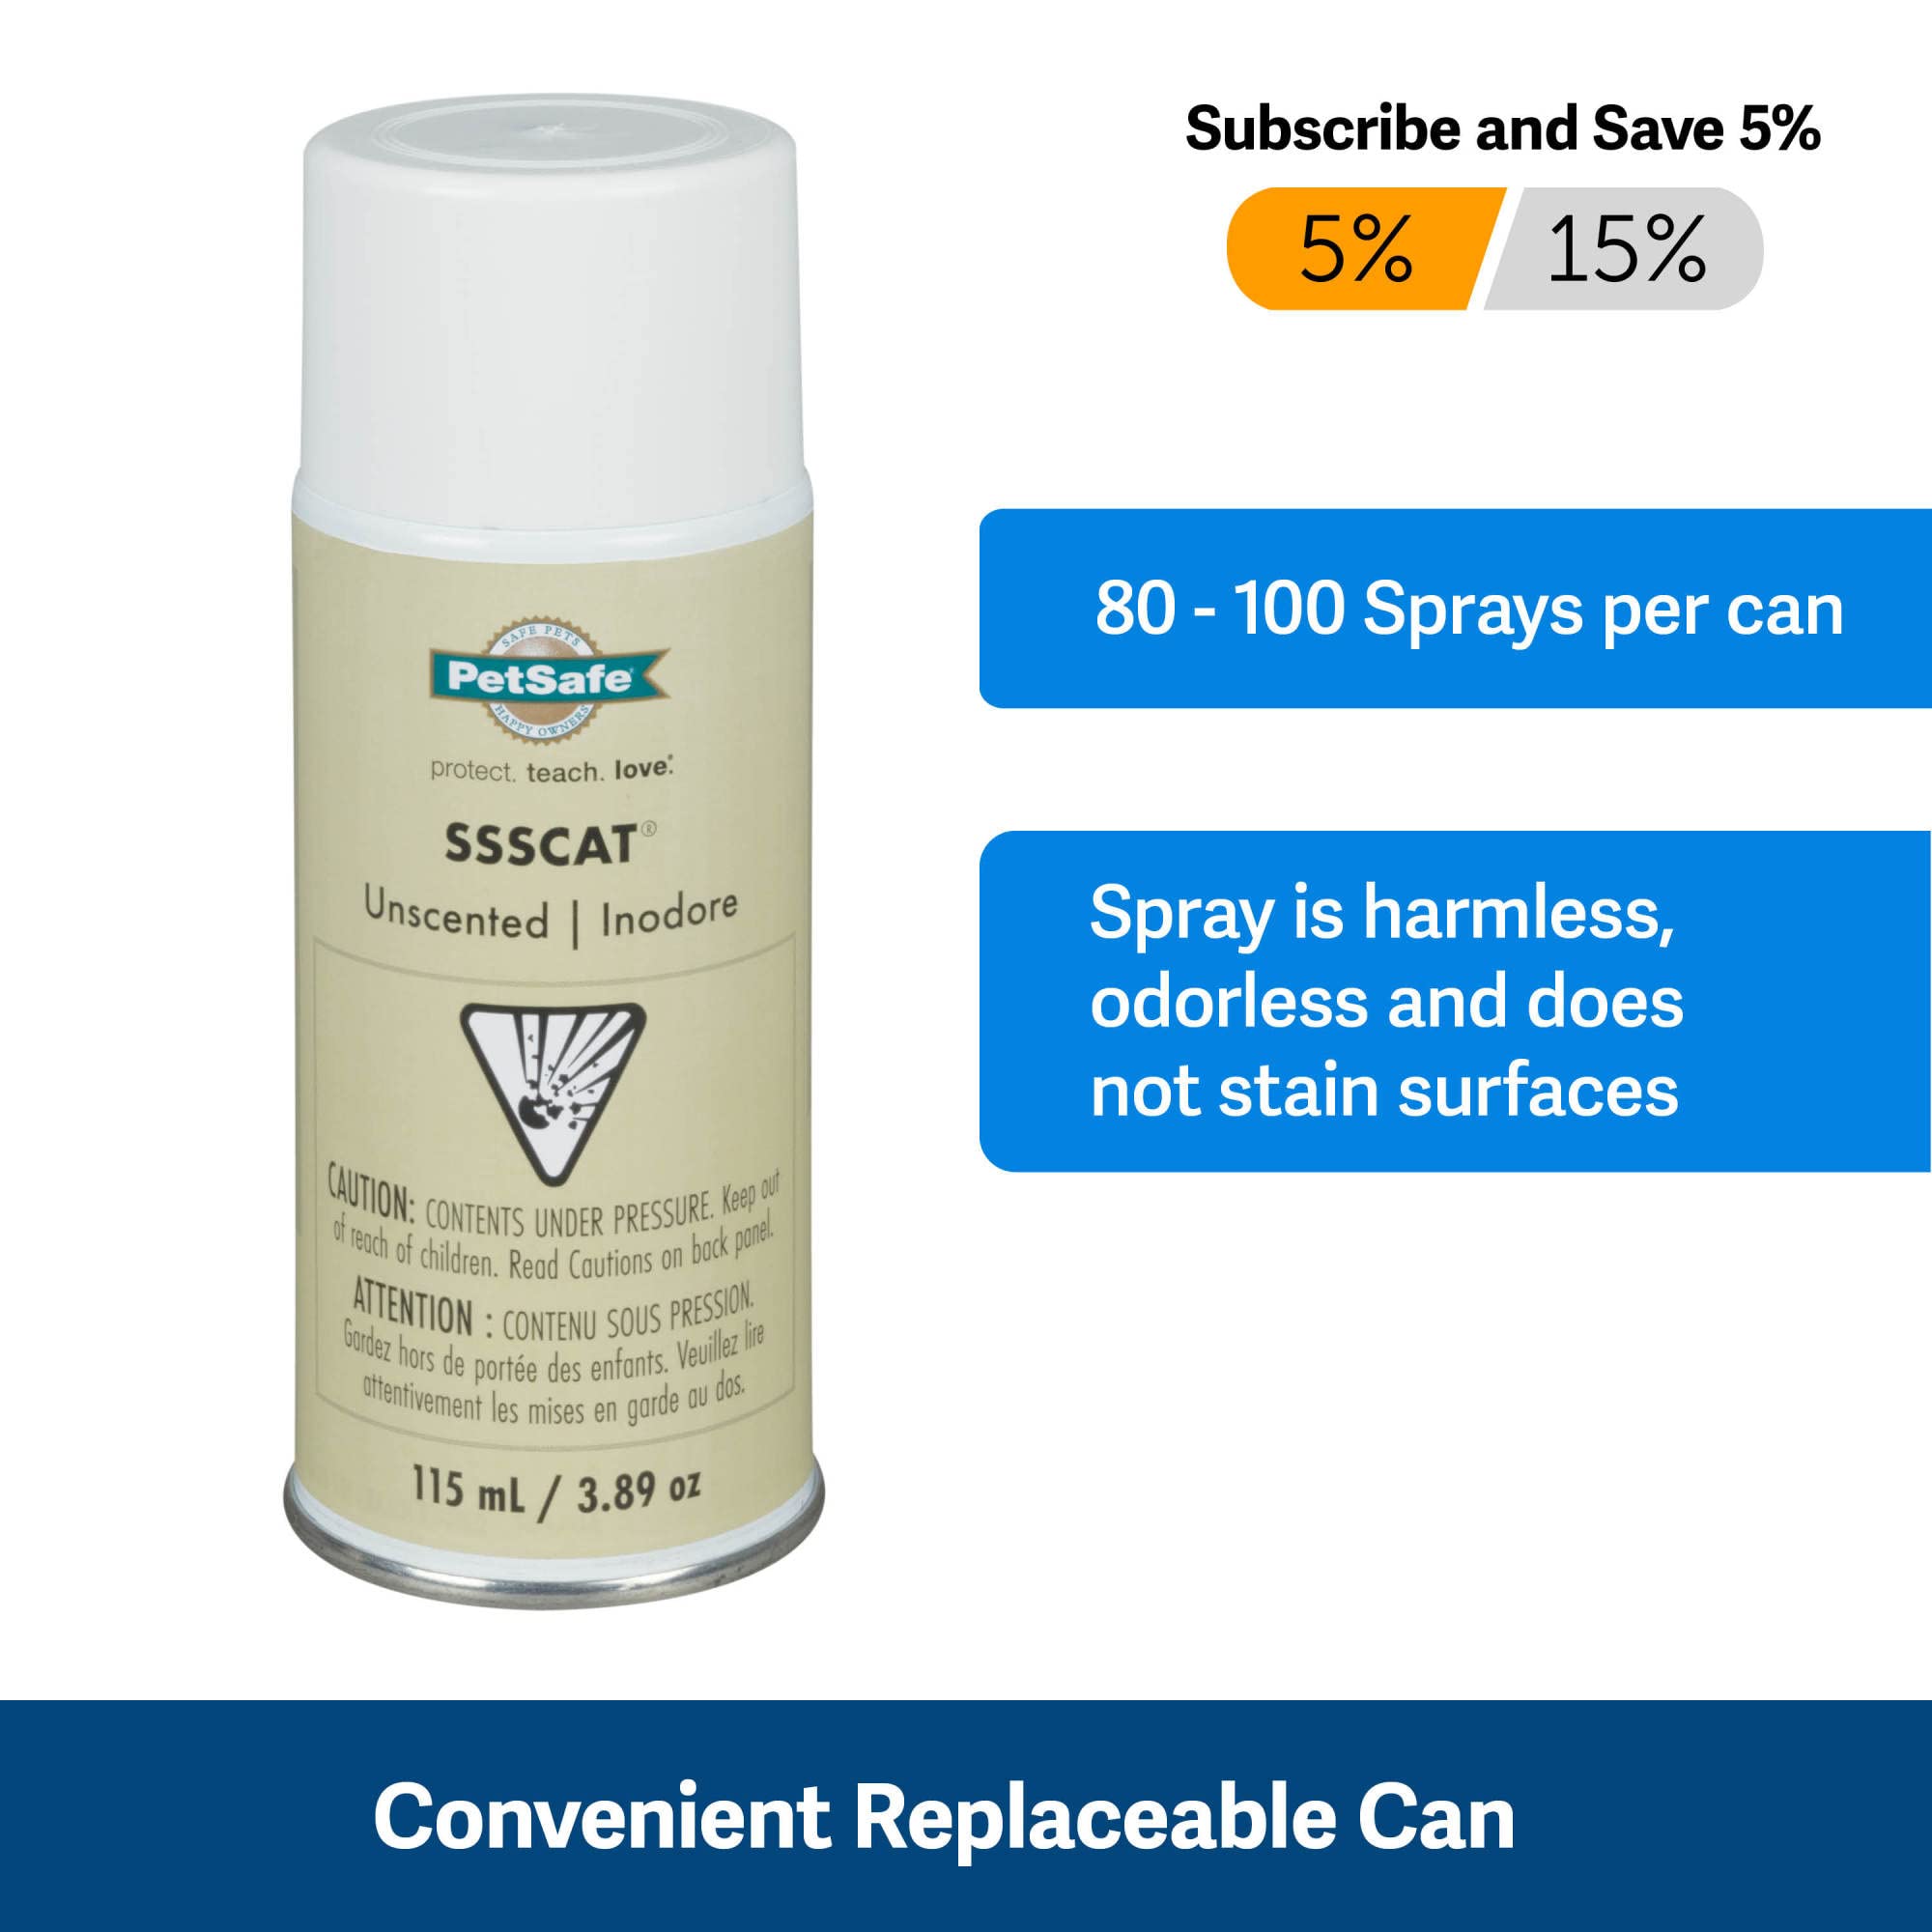 Subscribe and Save 5%
5% 15%
SAFE PETS
PetSafe®
HAPPY OWNERS
protect. teach. love.®
SSSCAT®
Unscented | Inodore
CAUTION: CONTENTS UNDER PRESSURE. Keep out
of reach of children. Read Cautions on back panel.
ATTENTION : CONTENU SOUS PRESSION.
Gardez hors de portée des enfants. Veuillez lire
attentivement les mises en garde au dos.
115 mL / 3.89 oz
80 - 100 Sprays per can
Spray is harmless,
odorless and does
not stain surfaces
Convenient Replaceable Can